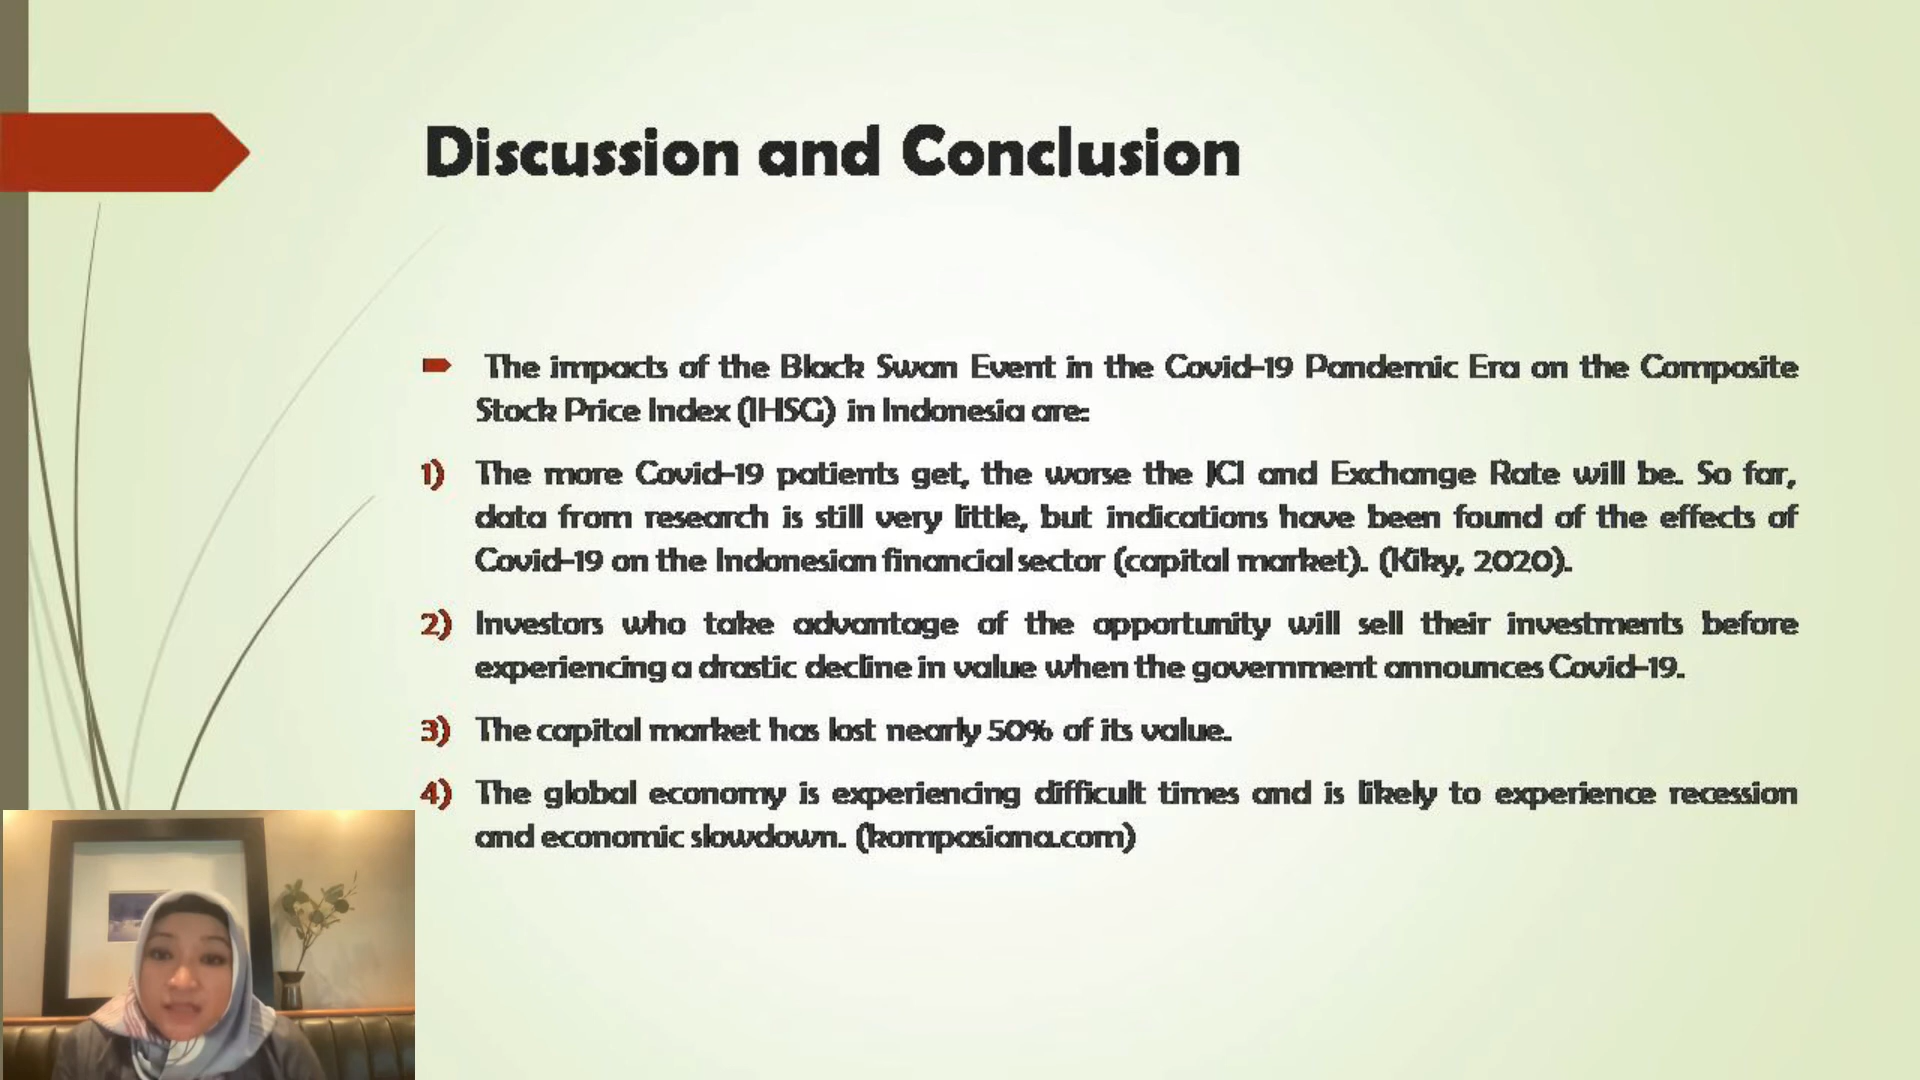 Discussion and Conclusion
The impacts of the Black Swan Event in the Covid-19 Pandemic Era on the Composite
Stock Price Index (IHSG) in Indonesia are:
1) The more Covid-19 patients get, the worse the JCI and Exchange Rate will be. So far,
data from research is still very little, but indications have been found of the effects of
Covid-19 on the Indonesian financial sector (capital market). (Kiky, 2020).
2) Investors who take advantage of the opportunity will sell their investments before
experiencing a drastic decline in value when the government announces Covid-19.
3) The capital market has lost nearly 50% of its value.
4) The global economy is experiencing difficult times and is likely to experience recession
and economic slowdown. (kompasiana.com)